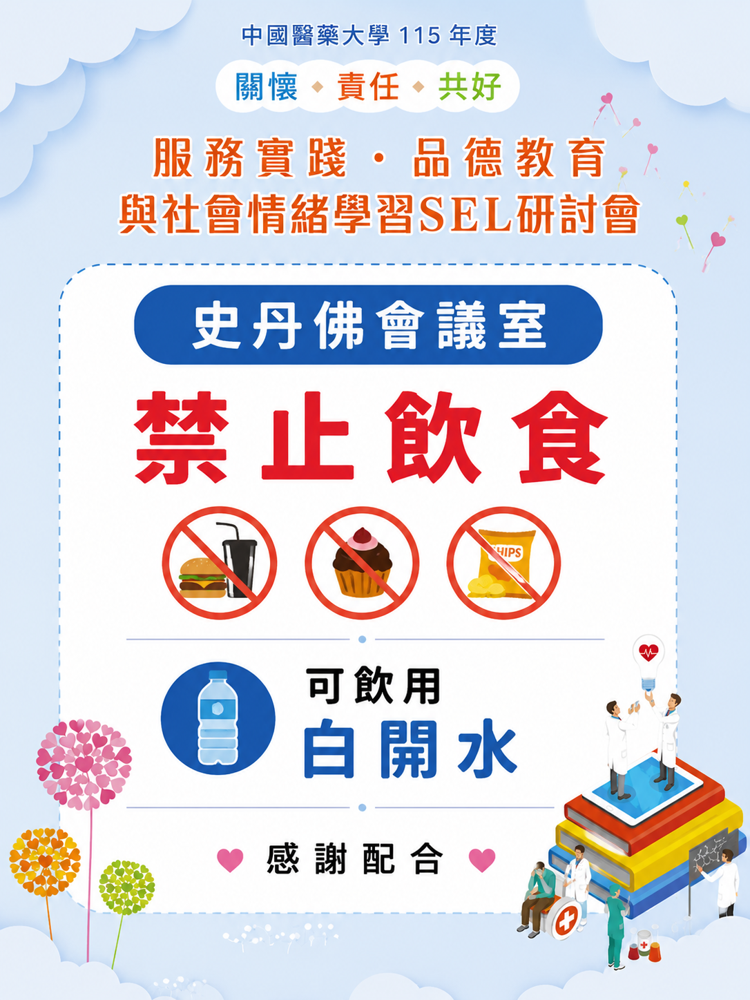 中國醫藥大學 115 年度
關懷◆責任◆共好
服務實踐・品德教育
與社會情緒學習SEL研討會
史丹佛會議室
禁止飲食
CHIPS
可飲用
白開水
感謝配合